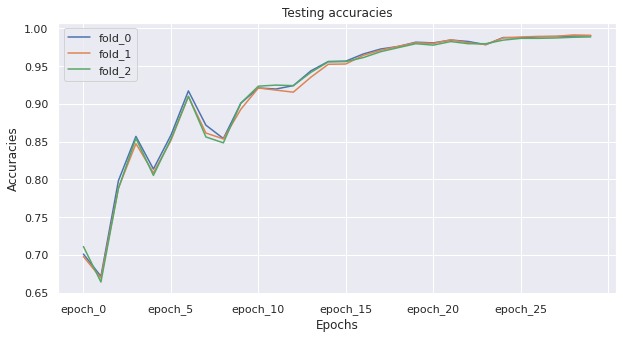 Testing accuracies
1.00
0.95
0.90
0.85
0.80
0.75
0.70
0.65
Accuracies
fold_0
fold_1
fold_2
epoch_0 epoch_5 epoch_10 epoch_15 epoch_20 epoch_25
Epochs